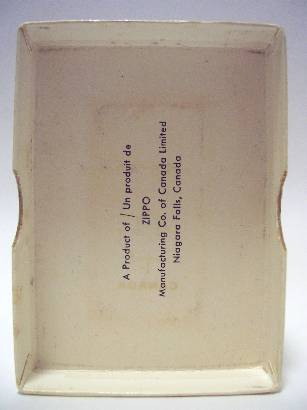 A Product of / Un produit de
ZIPPO
Manufacturing Co. of Canada Limited
Niagara Falls, Canada